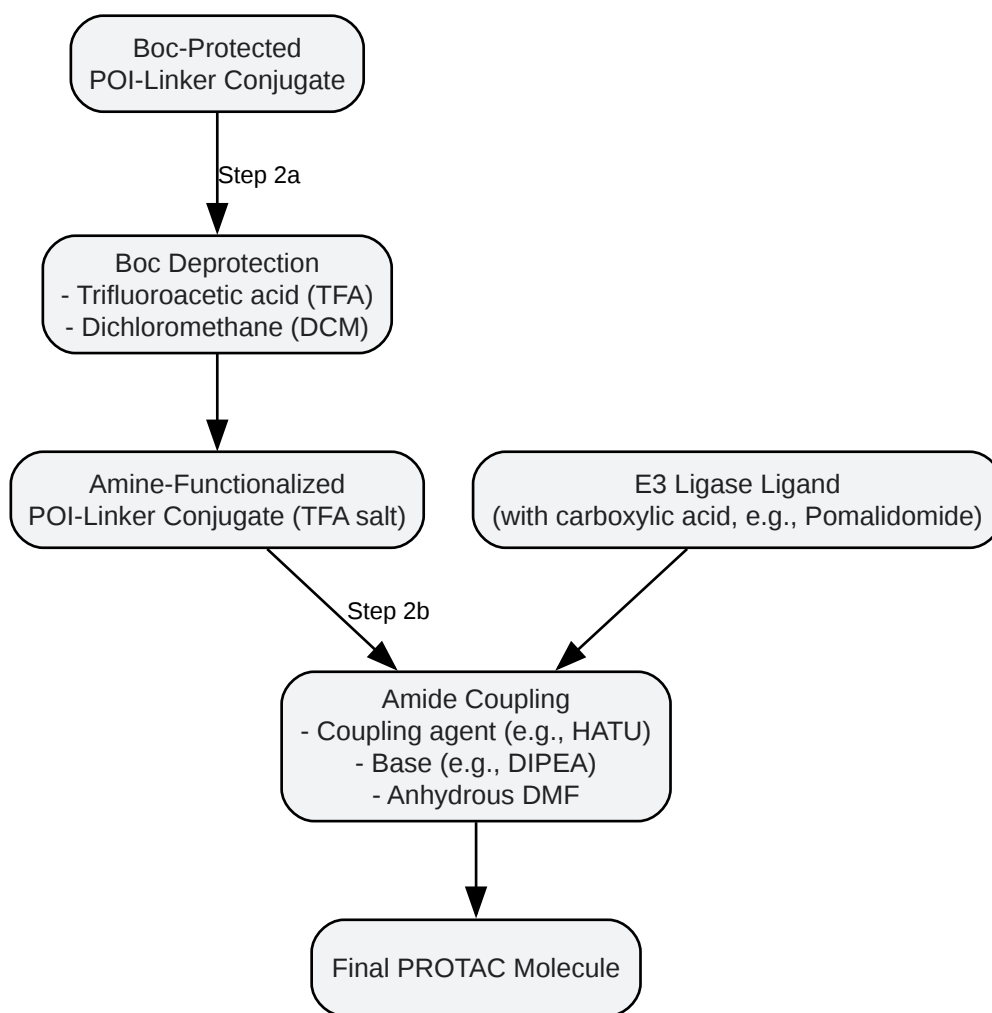 Boc-Protected
POI-Linker Conjugate
Step 2a
Boc Deprotection
- Trifluoroacetic acid (TFA)
- Dichloromethane (DCM)
Amine-Functionalized
POI-Linker Conjugate (TFA salt)
E3 Ligase Ligand
(with carboxylic acid, e.g., Pomalidomide)
Step 2b
Amide Coupling
- Coupling agent (e.g., HATU)
- Base (e.g., DIPEA)
- Anhydrous DMF
Final PROTAC Molecule